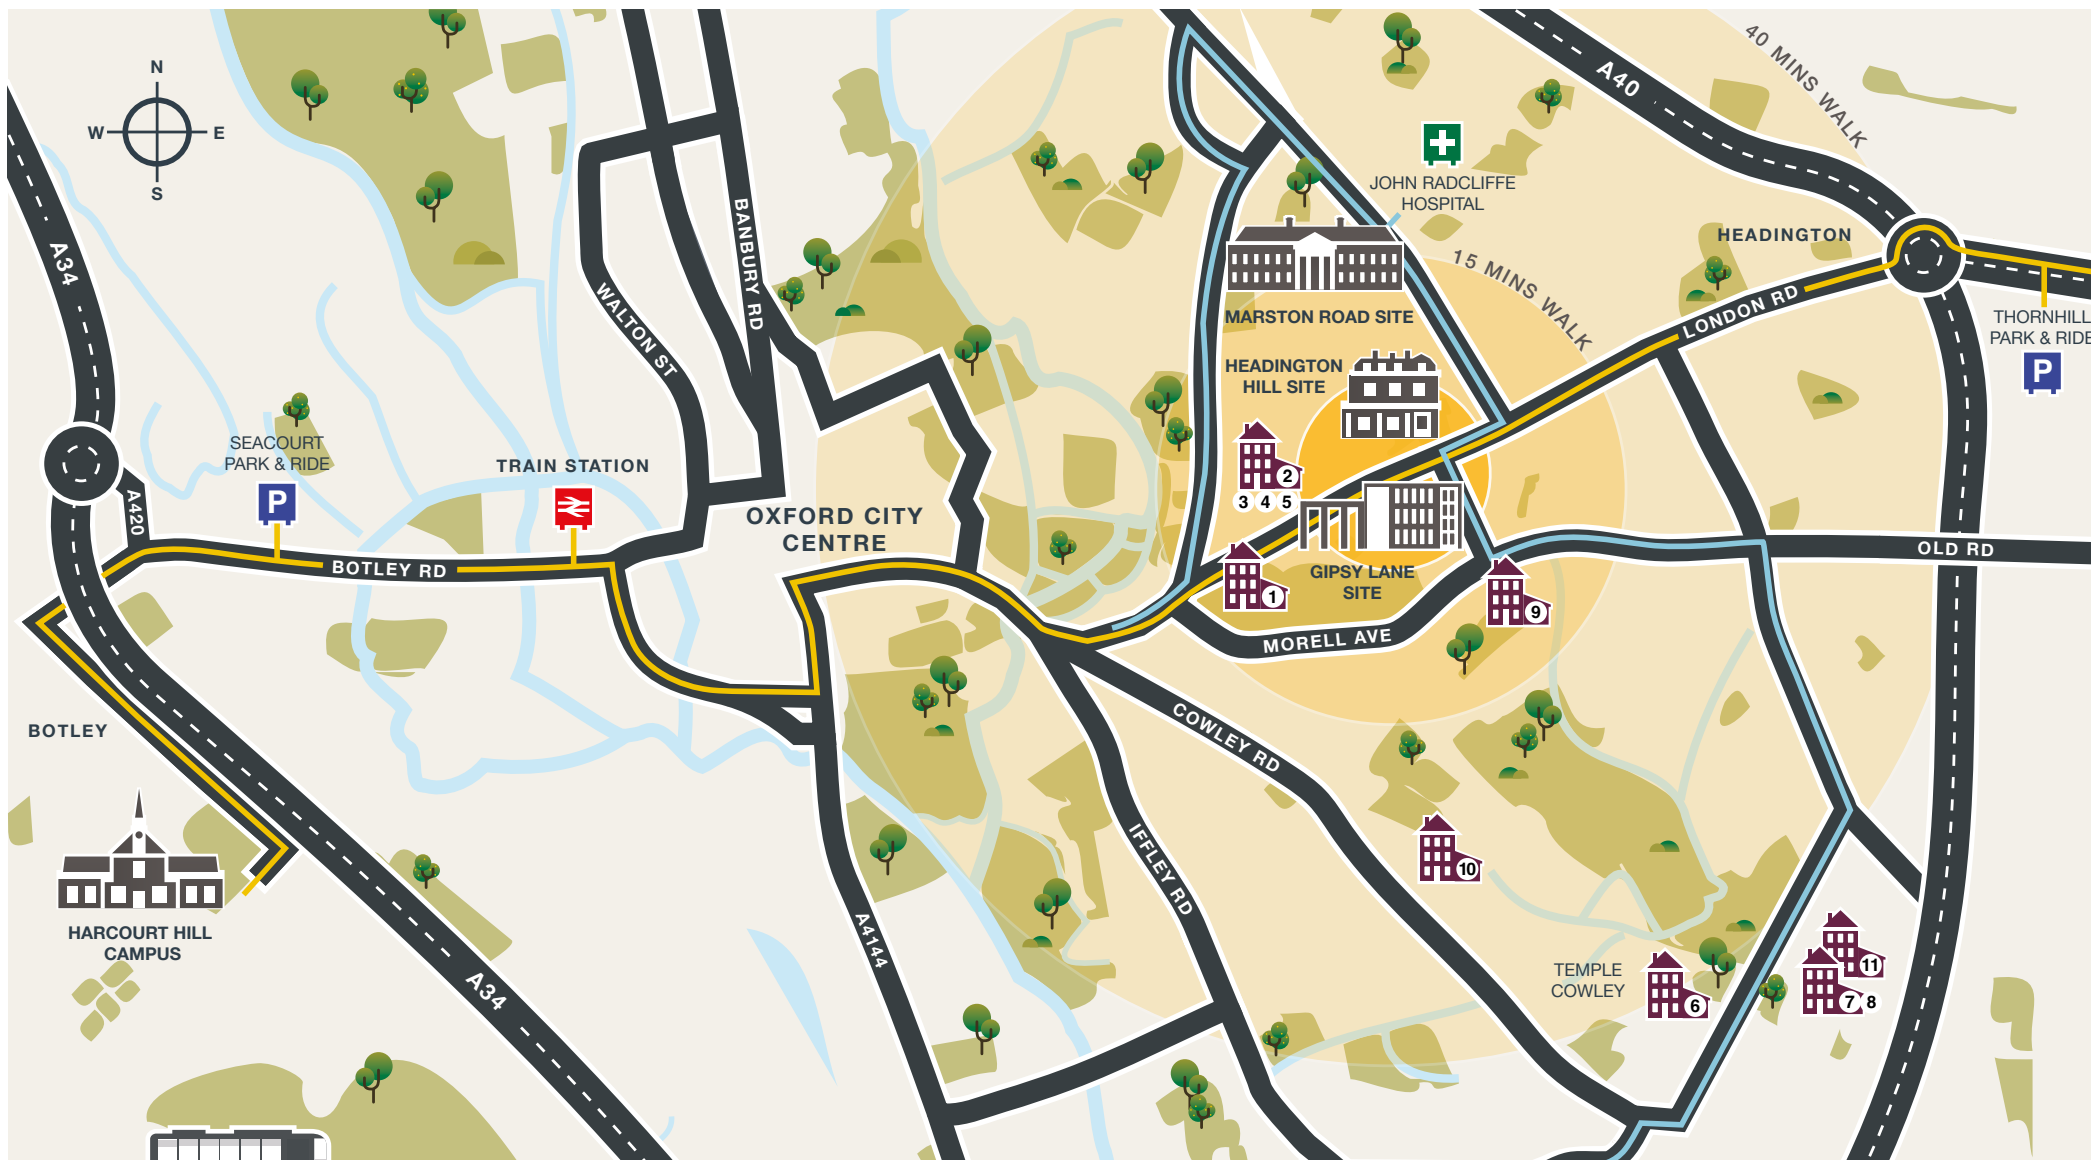 N
W
E
S
A34
A40
40 MINS WALK
JOHN RADCLIFFE
HOSPITAL
HEADINGTON
15 MINS WALK
BANBURY RD
WALTON ST
MARSTON ROAD SITE
LONDON RD
THORNHILL
PARK & RIDE
P
HEADINGTON
HILL SITE
SEACOURT
PARK & RIDE
P
TRAIN STATION
A420
2
3 4 5
OXFORD CITY
CENTRE
BOTLEY RD
OLD RD
GIPSY LANE
SITE
1
9
MORELL AVE
BOTLEY
COWLEY RD
IFFLEY RD
10
HARCOURT HILL
CAMPUS
A4144
A34
TEMPLE
COWLEY
6
11
7 8